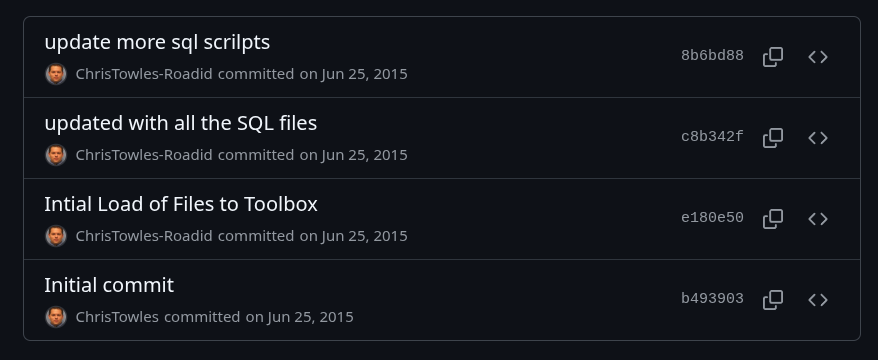 update more sql scrilpts
8b6bd88
ChrisTowles-Roadid committed on Jun 25, 2015
updated with all the SQL files
c8b342f
ChrisTowles-Roadid committed on Jun 25, 2015
Intial Load of Files to Toolbox
e180e50
ChrisTowles-Roadid committed on Jun 25, 2015
Initial commit
b493903
ChrisTowles committed on Jun 25, 2015